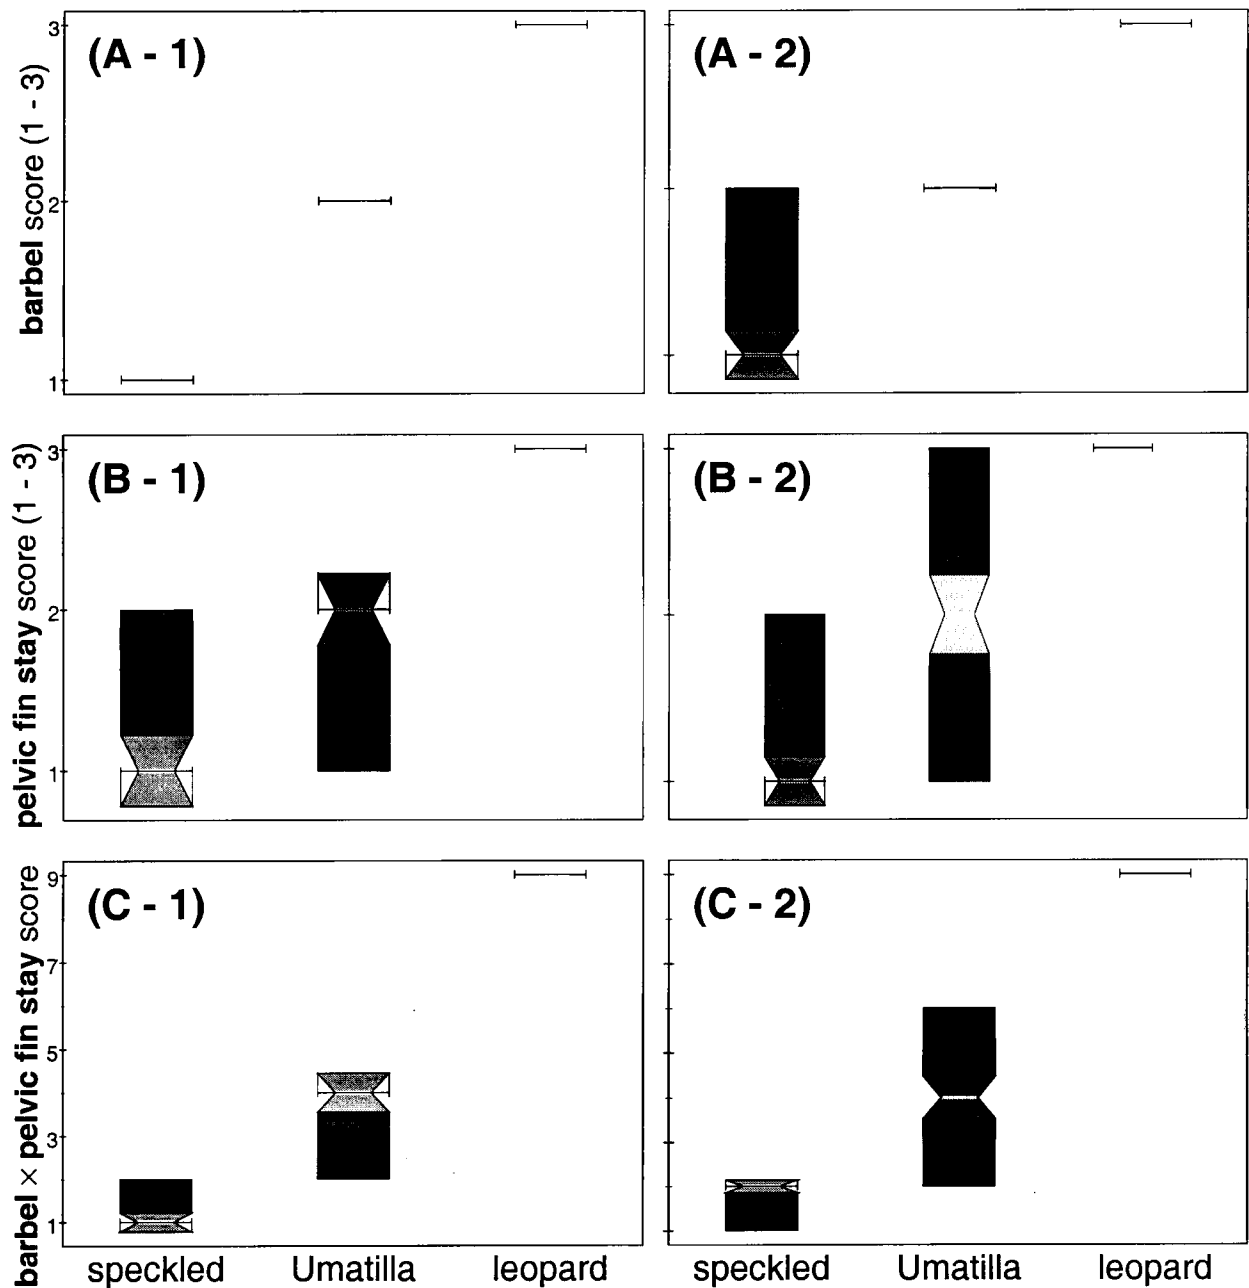 (A - 1)
(A - 2)
barbel score (1 - 3)
3
2
1
(B - 1)
(B - 2)
pelvic fin stay score (1 - 3)
3
2
1
(C - 1)
(C - 2)
barbel × pelvic fin stay score
9
7
5
3
1
speckled Umatilla leopard
speckled Umatilla leopard